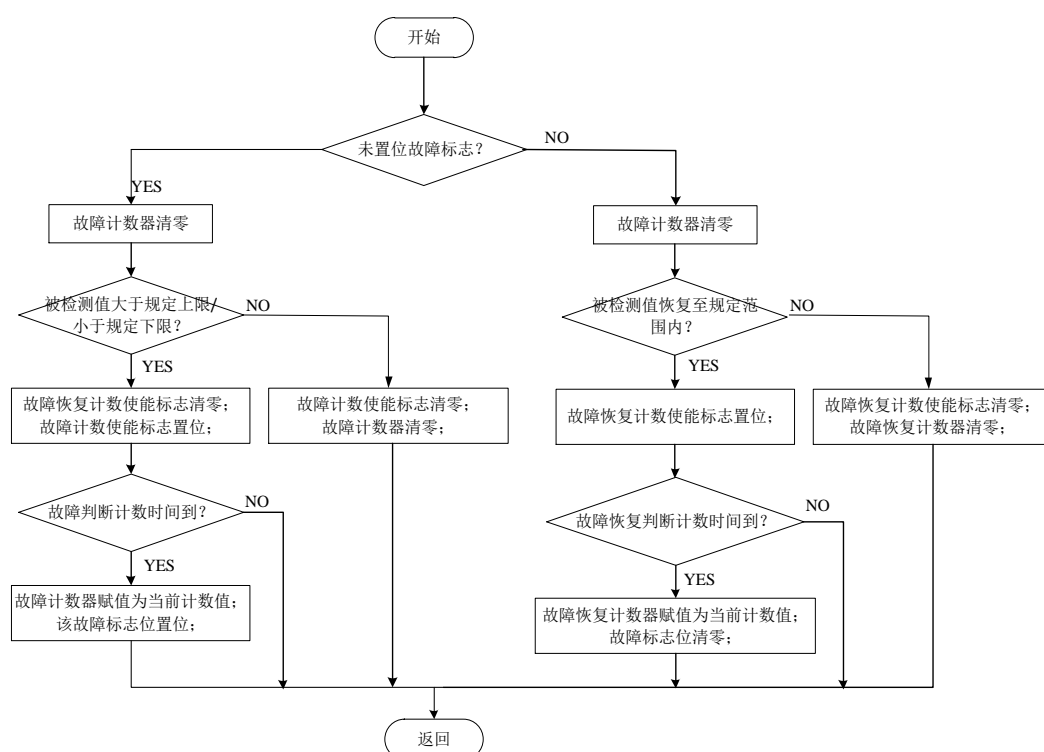 开始
未置位故障标志？
NO
YES
故障计数器清零
故障计数器清零
被检测值大于规定上限/
小于规定下限？
NO
YES
被检测值恢复至规定范
围内？
NO
YES
故障恢复计数使能标志清零；
故障计数使能标志置位；
故障计数使能标志清零；
故障计数器清零；
故障恢复计数使能标志置位；
故障恢复计数使能标志清零；
故障恢复计数器清零；
故障判断计数时间到？
NO
YES
故障恢复判断计数时间到？
NO
YES
故障计数器赋值为当前计数值；
该故障标志位置位；
故障恢复计数器赋值为当前计数值；
故障标志位清零；
返回